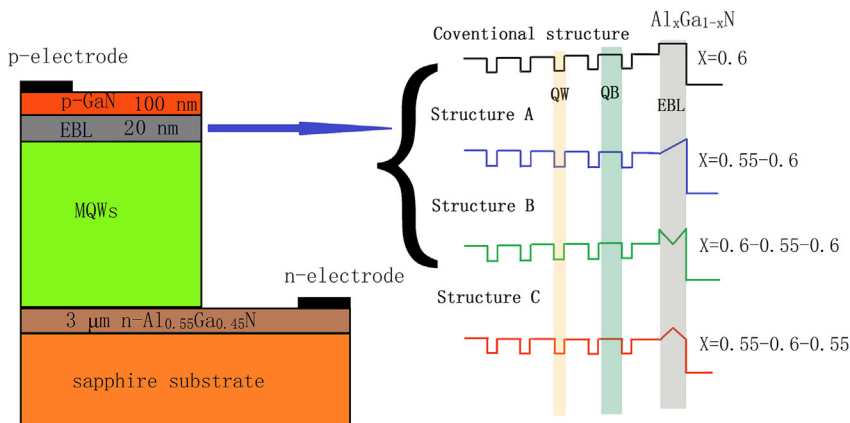 p-electrode
p-GaN 100 nm
EBL 20 nm
MQWs
n-electrode
3 μm n-Al₀.₅₅Ga₀.₄₅N
sapphire substrate
AlₓGa₁₋ₓN
Coventional structure
X=0.6
QW
QB
EBL
Structure A
X=0.55-0.6
Structure B
X=0.6-0.55-0.6
Structure C
X=0.55-0.6-0.55